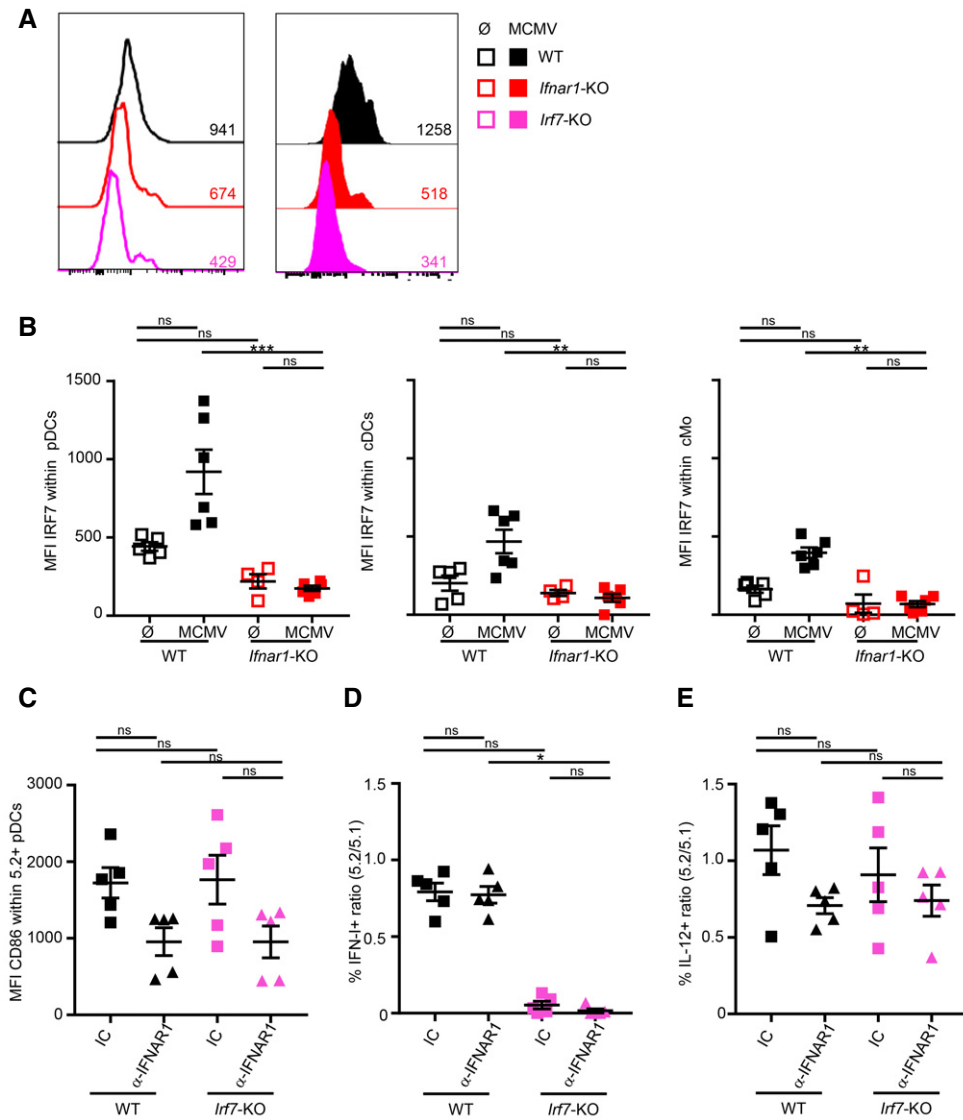 A
Ø MCMV
WT
Ifnar1-KO
Irf7-KO
941
674
429
1258
518
341
B
ns
ns
***
ns
MFI IRF7 within pDCs
1500
1000
500
0
Ø MCMV Ø MCMV
WT Ifnar1-KO
ns
ns
**
ns
MFI IRF7 within cDCs
Ø MCMV Ø MCMV
WT Ifnar1-KO
ns
ns
**
ns
MFI IRF7 within cMo
Ø MCMV Ø MCMV
WT Ifnar1-KO
C
ns
ns
ns
ns
MFI CD86 within 5.2+ pDCs
3000
2000
1000
0
IC α-IFNAR1 IC α-IFNAR1
WT Irf7-KO
D
ns
ns
*
ns
% IFN-I+ ratio (5.2/5.1)
1.5
1.0
0.5
0
IC α-IFNAR1 IC α-IFNAR1
WT Irf7-KO
E
ns
ns
ns
ns
% IL-12+ ratio (5.2/5.1)
1.5
1.0
0.5
0
IC α-IFNAR1 IC α-IFNAR1
WT Irf7-KO